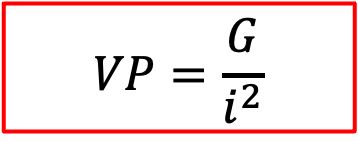 VP = G/i²